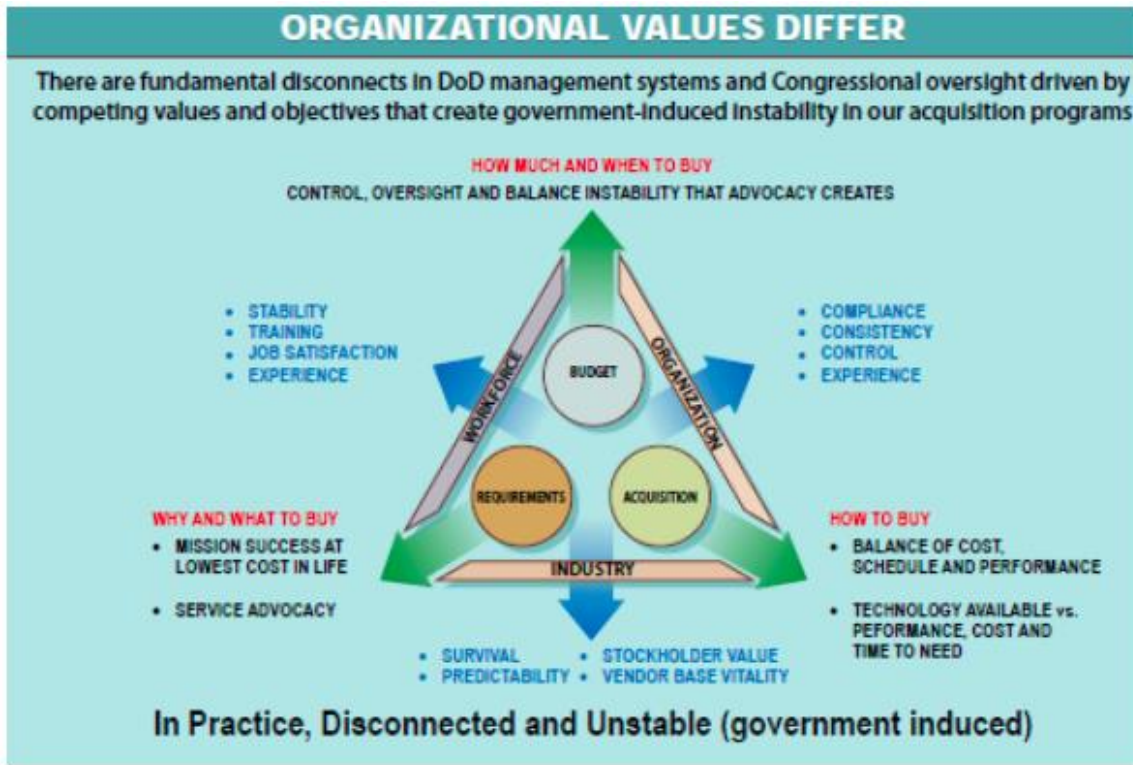 ORGANIZATIONAL VALUES DIFFER
There are fundamental disconnects in DoD management systems and Congressional oversight driven by
competing values and objectives that create government-induced instability in our acquisition programs
HOW MUCH AND WHEN TO BUY
CONTROL, OVERSIGHT AND BALANCE INSTABILITY THAT ADVOCACY CREATES
• STABILITY
• TRAINING
• JOB SATISFACTION
• EXPERIENCE
• COMPLIANCE
• CONSISTENCY
• CONTROL
• EXPERIENCE
WORKFORCE
ORGANIZATION
BUDGET
REQUIREMENTS
ACQUISITION
INDUSTRY
WHY AND WHAT TO BUY
• MISSION SUCCESS AT
LOWEST COST IN LIFE
• SERVICE ADVOCACY
HOW TO BUY
• BALANCE OF COST,
SCHEDULE AND PERFORMANCE
• TECHNOLOGY AVAILABLE vs.
PEFORMANCE, COST AND
TIME TO NEED
• SURVIVAL
• PREDICTABILITY
• STOCKHOLDER VALUE
• VENDOR BASE VITALITY
In Practice, Disconnected and Unstable (government induced)